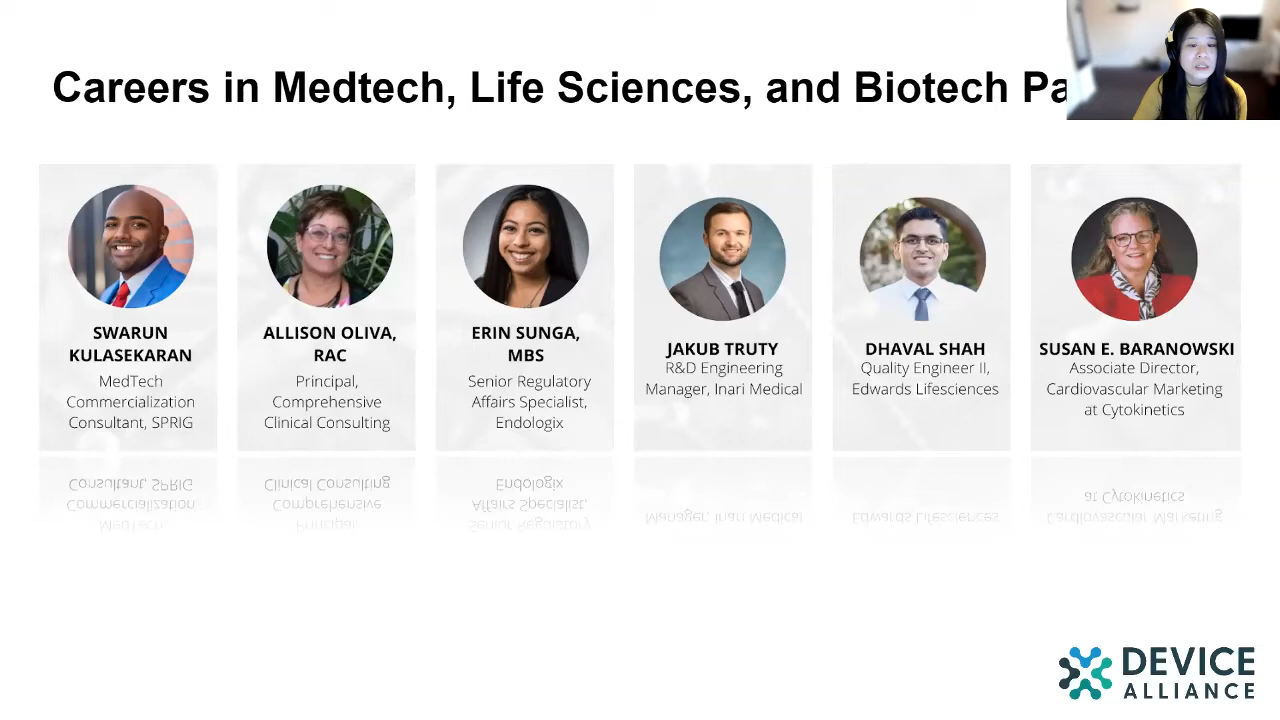 Careers in Medtech, Life Sciences, and Biotech Pa
SWARUN
KULASEKARAN
MedTech
Commercialization
Consultant, SPRIG
ALLISON OLIVA,
RAC
Principal,
Comprehensive
Clinical Consulting
ERIN SUNGA,
MBS
Senior Regulatory
Affairs Specialist,
Endologix
JAKUB TRUTY
R&D Engineering
Manager, Inari Medical
DHAVAL SHAH
Quality Engineer II,
Edwards Lifesciences
SUSAN E. BARANOWSKI
Associate Director,
Cardiovascular Marketing
at Cytokinetics
DEVICE
ALLIANCE